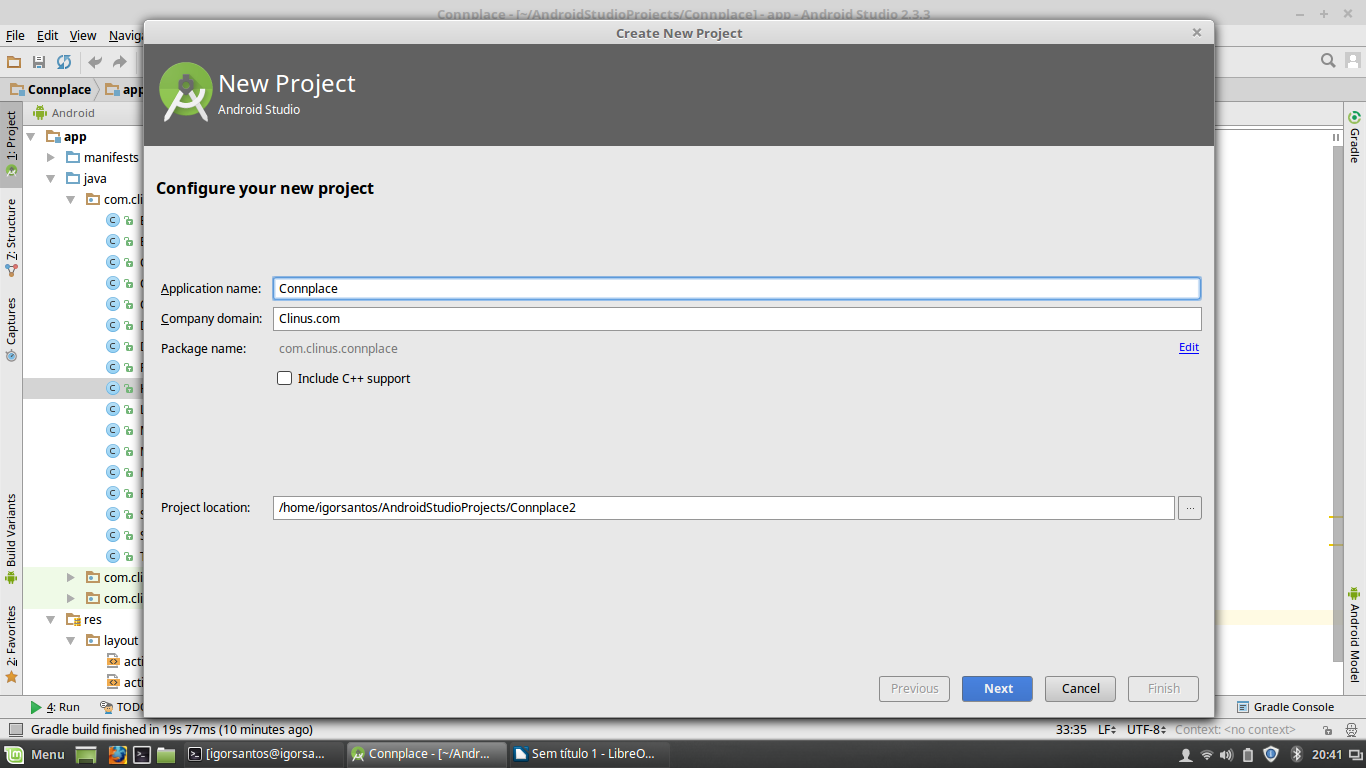 Connplace - [~/AndroidStudioProjects/Connplace] - app - Android Studio 2.3.3
Create New Project
File Edit View Navig
New Project
Android Studio
Connplace app
Android
1: Project
7: Structure
Captures
Build Variants
2: Favorites
app
manifests
java
com.cli
com.cli
com.cli
res
layout
acti
acti
Configure your new project
Application name: Connplace
Company domain: Clinus.com
Package name: com.clinus.connplace Edit
Include C++ support
Project location: /home/igorsantos/AndroidStudioProjects/Connplace2 ...
Previous Next Cancel Finish
Gradle
Android Model
4: Run TODO Gradle Console
Gradle build finished in 19s 77ms (10 minutes ago) 33:35 LF UTF-8 Context: <no context>
Menu [igorsantos@igorsa... Connplace - [~/Andr... Sem título 1 - LibreO... 20:41